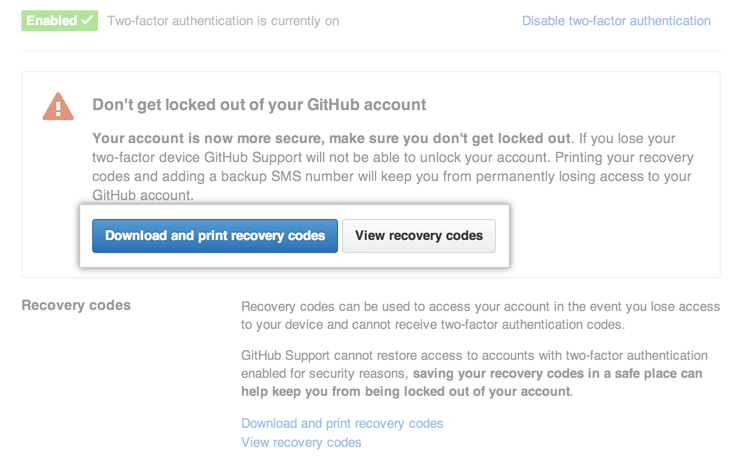 Enabled ✓ Two-factor authentication is currently on Disable two-factor authentication
Don't get locked out of your GitHub account
Your account is now more secure, make sure you don't get locked out. If you lose your
two-factor device GitHub Support will not be able to unlock your account. Printing your recovery
codes and adding a backup SMS number will keep you from permanently losing access to your
GitHub account.
Download and print recovery codes View recovery codes
Recovery codes
Recovery codes can be used to access your account in the event you lose access
to your device and cannot receive two-factor authentication codes.
GitHub Support cannot restore access to accounts with two-factor authentication
enabled for security reasons, saving your recovery codes in a safe place can
help keep you from being locked out of your account.
Download and print recovery codes
View recovery codes